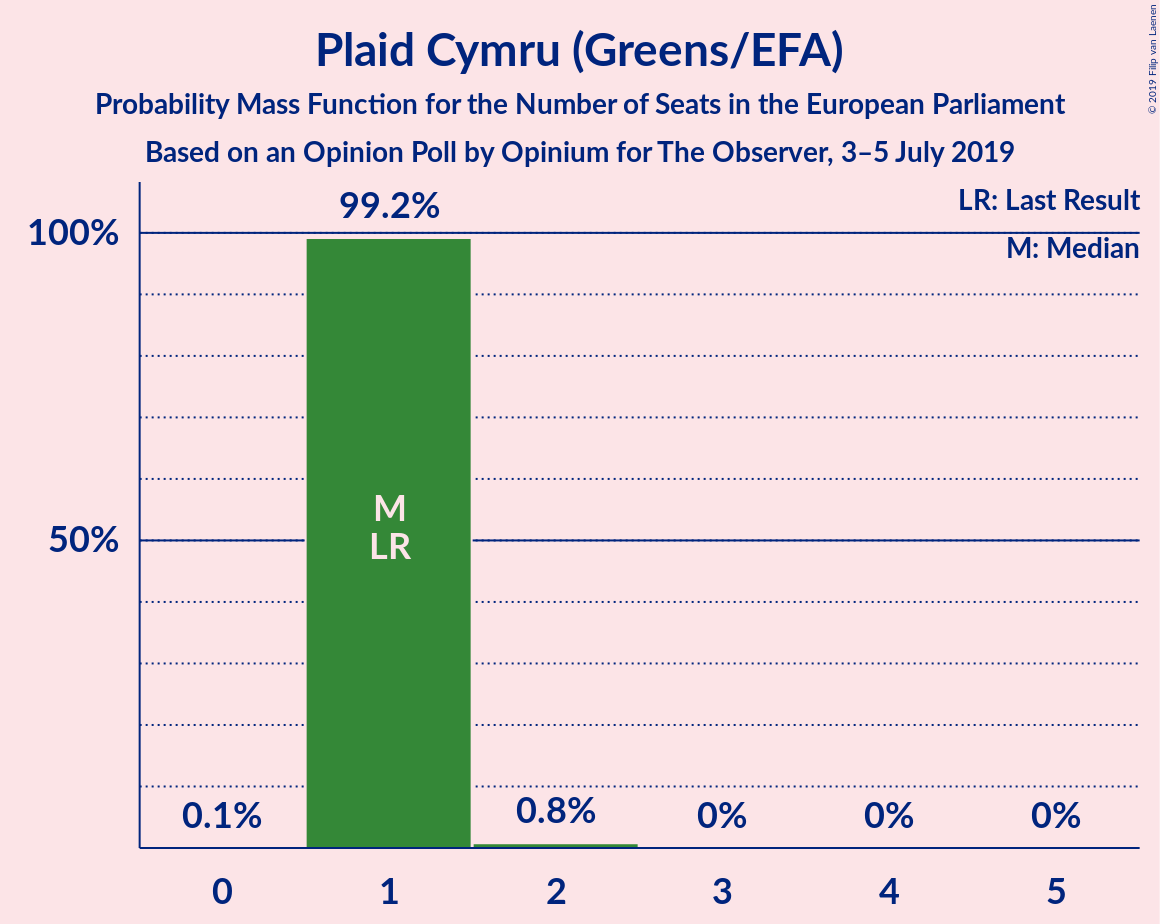 Plaid Cymru (Greens/EFA)
Probability Mass Function for the Number of Seats in the European Parliament
Based on an Opinion Poll by Opinium for The Observer, 3–5 July 2019
© 2019 Filip van Laenen
LR: Last Result
M: Median
100%
50%
99.2%
M
LR
0.1%
0.8%
0%
0%
0%
0
1
2
3
4
5